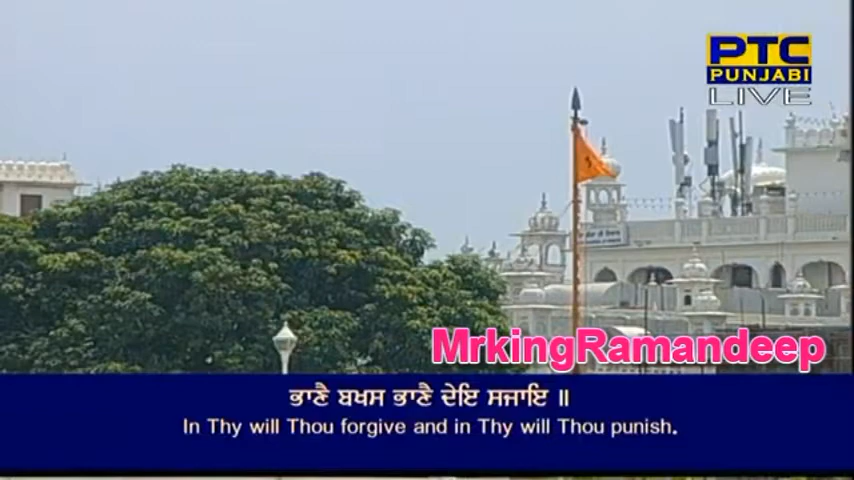 PTC
PUNJABI
LIVE
MrkingRamandeep
ਭਾਣੈ ਬਖਸ ਭਾਣੈ ਦੇਇ ਸਜਾਇ ॥
In Thy will Thou forgive and in Thy will Thou punish.